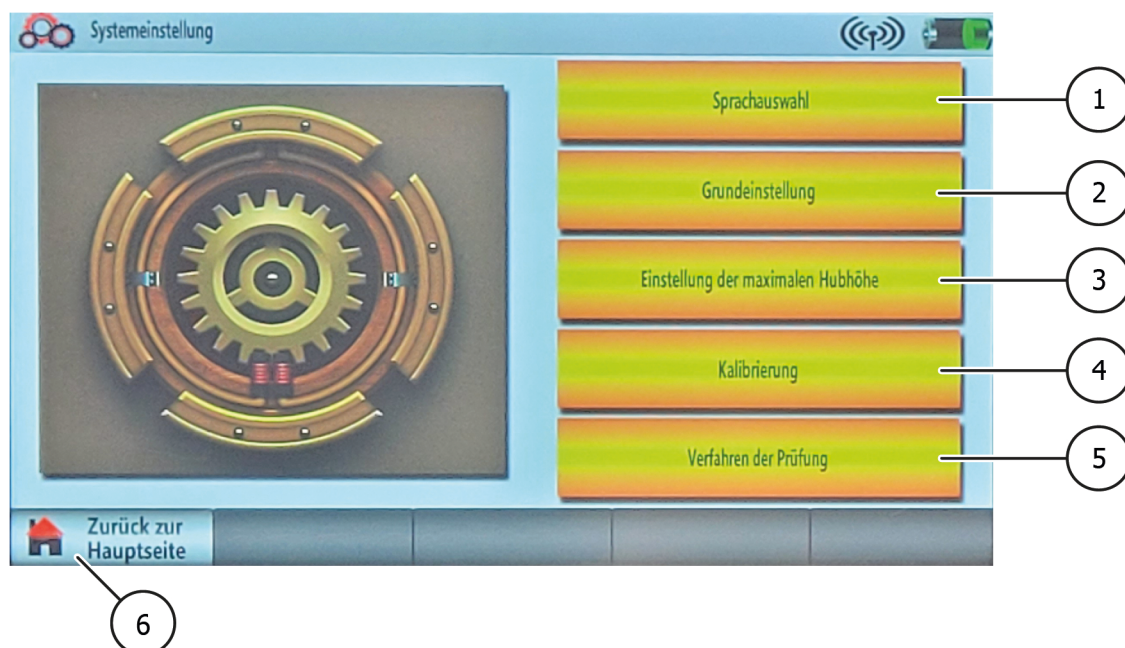 Systemeinstellung
Sprachauswahl
1
Grundeinstellung
2
Einstellung der maximalen Hubhöhe
3
Kalibrierung
4
Verfahren der Prüfung
5
Zurück zur
Hauptseite
6